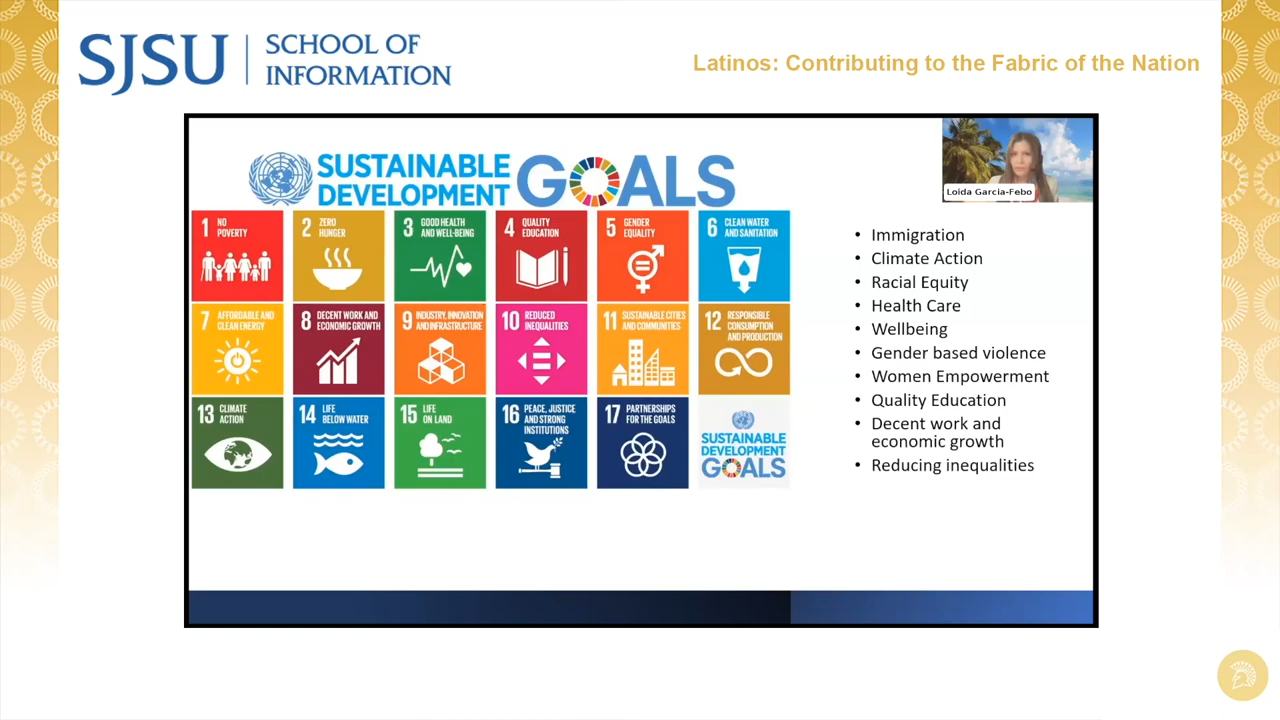 SJSU
SCHOOL OF
INFORMATION
Latinos: Contributing to the Fabric of the Nation
SUSTAINABLE
DEVELOPMENT
GOALS
Loida Garcia-Febo
1 NO
POVERTY
2 ZERO
HUNGER
3 GOOD HEALTH
AND WELL-BEING
4 QUALITY
EDUCATION
5 GENDER
EQUALITY
6 CLEAN WATER
AND SANITATION
7 AFFORDABLE AND
CLEAN ENERGY
8 DECENT WORK AND
ECONOMIC GROWTH
9 INDUSTRY, INNOVATION
AND INFRASTRUCTURE
10 REDUCED
INEQUALITIES
11 SUSTAINABLE CITIES
AND COMMUNITIES
12 RESPONSIBLE
CONSUMPTION
AND PRODUCTION
13 CLIMATE
ACTION
14 LIFE
BELOW WATER
15 LIFE
ON LAND
16 PEACE, JUSTICE
AND STRONG
INSTITUTIONS
17 PARTNERSHIPS
FOR THE GOALS
SUSTAINABLE
DEVELOPMENT
GOALS
• Immigration
• Climate Action
• Racial Equity
• Health Care
• Wellbeing
• Gender based violence
• Women Empowerment
• Quality Education
• Decent work and
economic growth
• Reducing inequalities